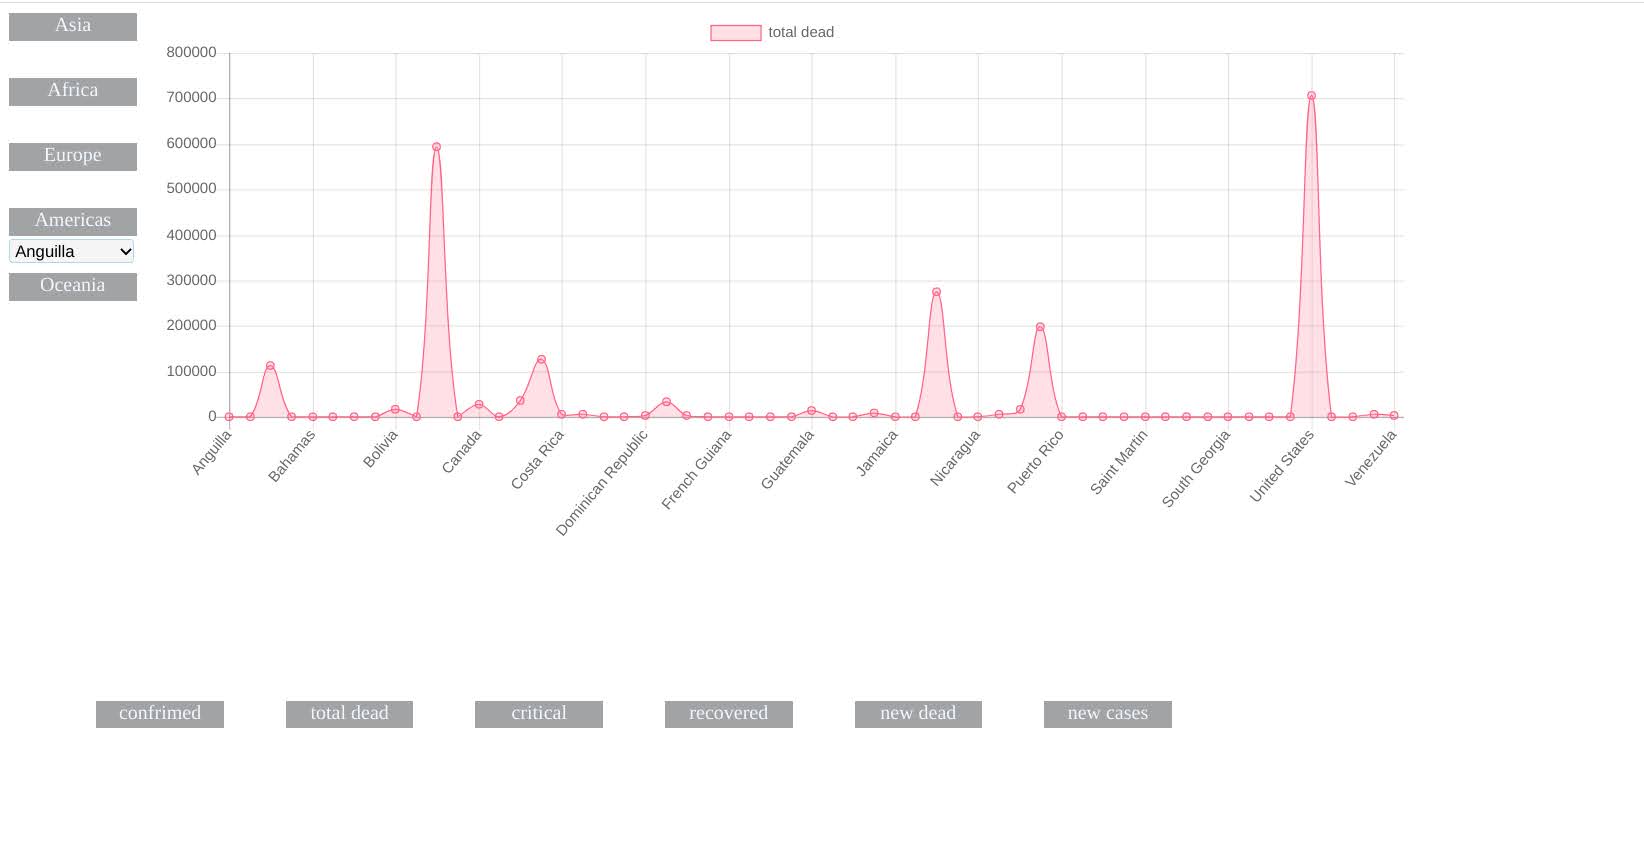 Asia
Africa
Europe
Americas
Anguilla
Oceania
total dead
800000
700000
600000
500000
400000
300000
200000
100000
0
Anguilla
Bahamas
Bolivia
Canada
Costa Rica
Dominican Republic
French Guiana
Guatemala
Jamaica
Nicaragua
Puerto Rico
Saint Martin
South Georgia
United States
Venezuela
confrimed
total dead
critical
recovered
new dead
new cases